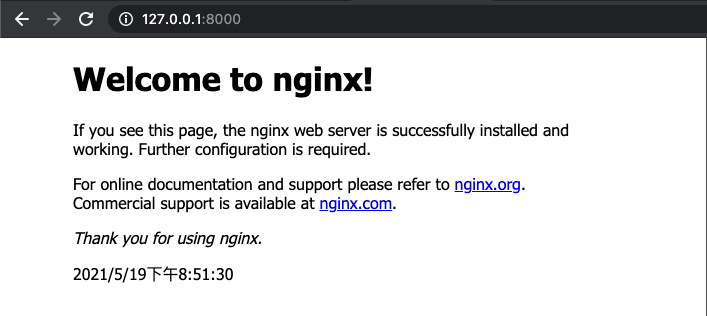 127.0.0.1:8000
Welcome to nginx!
If you see this page, the nginx web server is successfully installed and
working. Further configuration is required.
For online documentation and support please refer to nginx.org.
Commercial support is available at nginx.com.
Thank you for using nginx.
2021/5/19下午8:51:30